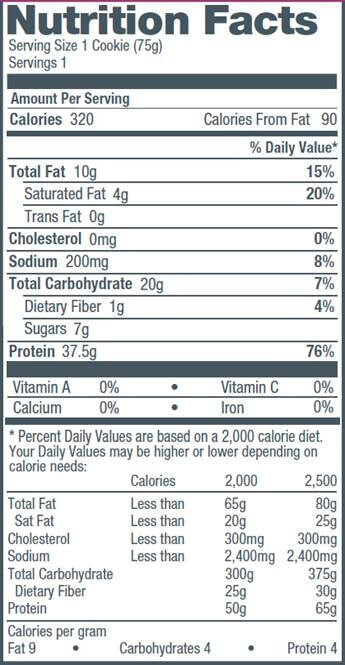 Nutrition Facts
Serving Size 1 Cookie (75g)
Servings 1
Amount Per Serving
Calories 320 Calories From Fat 90
% Daily Value*
Total Fat 10g 15%
Saturated Fat 4g 20%
Trans Fat 0g
Cholesterol 0mg 0%
Sodium 200mg 8%
Total Carbohydrate 20g 7%
Dietary Fiber 1g 4%
Sugars 7g
Protein 37.5g 76%
Vitamin A 0% • Vitamin C 0%
Calcium 0% • Iron 0%
* Percent Daily Values are based on a 2,000 calorie diet.
Your Daily Values may be higher or lower depending on
calorie needs:
Calories 2,000 2,500
Total Fat Less than 65g 80g
Sat Fat Less than 20g 25g
Cholesterol Less than 300mg 300mg
Sodium Less than 2,400mg 2,400mg
Total Carbohydrate 300g 375g
Dietary Fiber 25g 30g
Protein 50g 65g
Calories per gram
Fat 9 • Carbohydrates 4 • Protein 4